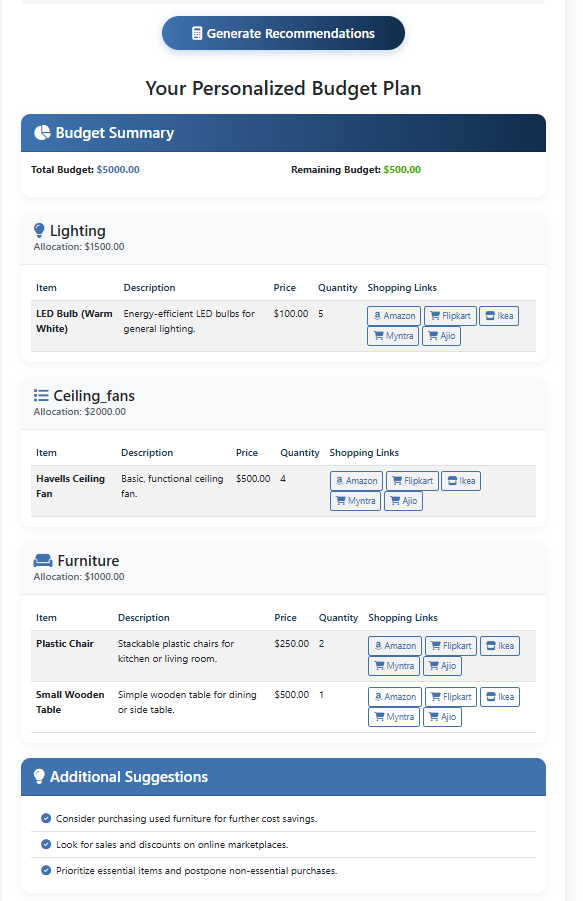 Generate Recommendations
Your Personalized Budget Plan
Budget Summary
Total Budget: $5000.00 Remaining Budget: $500.00
Lighting
Allocation: $1500.00
Item Description Price Quantity Shopping Links
LED Bulb (Warm Energy-efficient LED bulbs for $100.00 5 Amazon Flipkart Ikea
White) general lighting. Myntra Ajio
Ceiling_fans
Allocation: $2000.00
Item Description Price Quantity Shopping Links
Havells Ceiling Basic, functional ceiling $500.00 4 Amazon Flipkart Ikea
Fan fan. Myntra Ajio
Furniture
Allocation: $1000.00
Item Description Price Quantity Shopping Links
Plastic Chair Stackable plastic chairs for $250.00 2 Amazon Flipkart Ikea
kitchen or living room. Myntra Ajio
Small Wooden Simple wooden table for dining $500.00 1 Amazon Flipkart Ikea
Table or side table. Myntra Ajio
Additional Suggestions
Consider purchasing used furniture for further cost savings.
Look for sales and discounts on online marketplaces.
Prioritize essential items and postpone non-essential purchases.